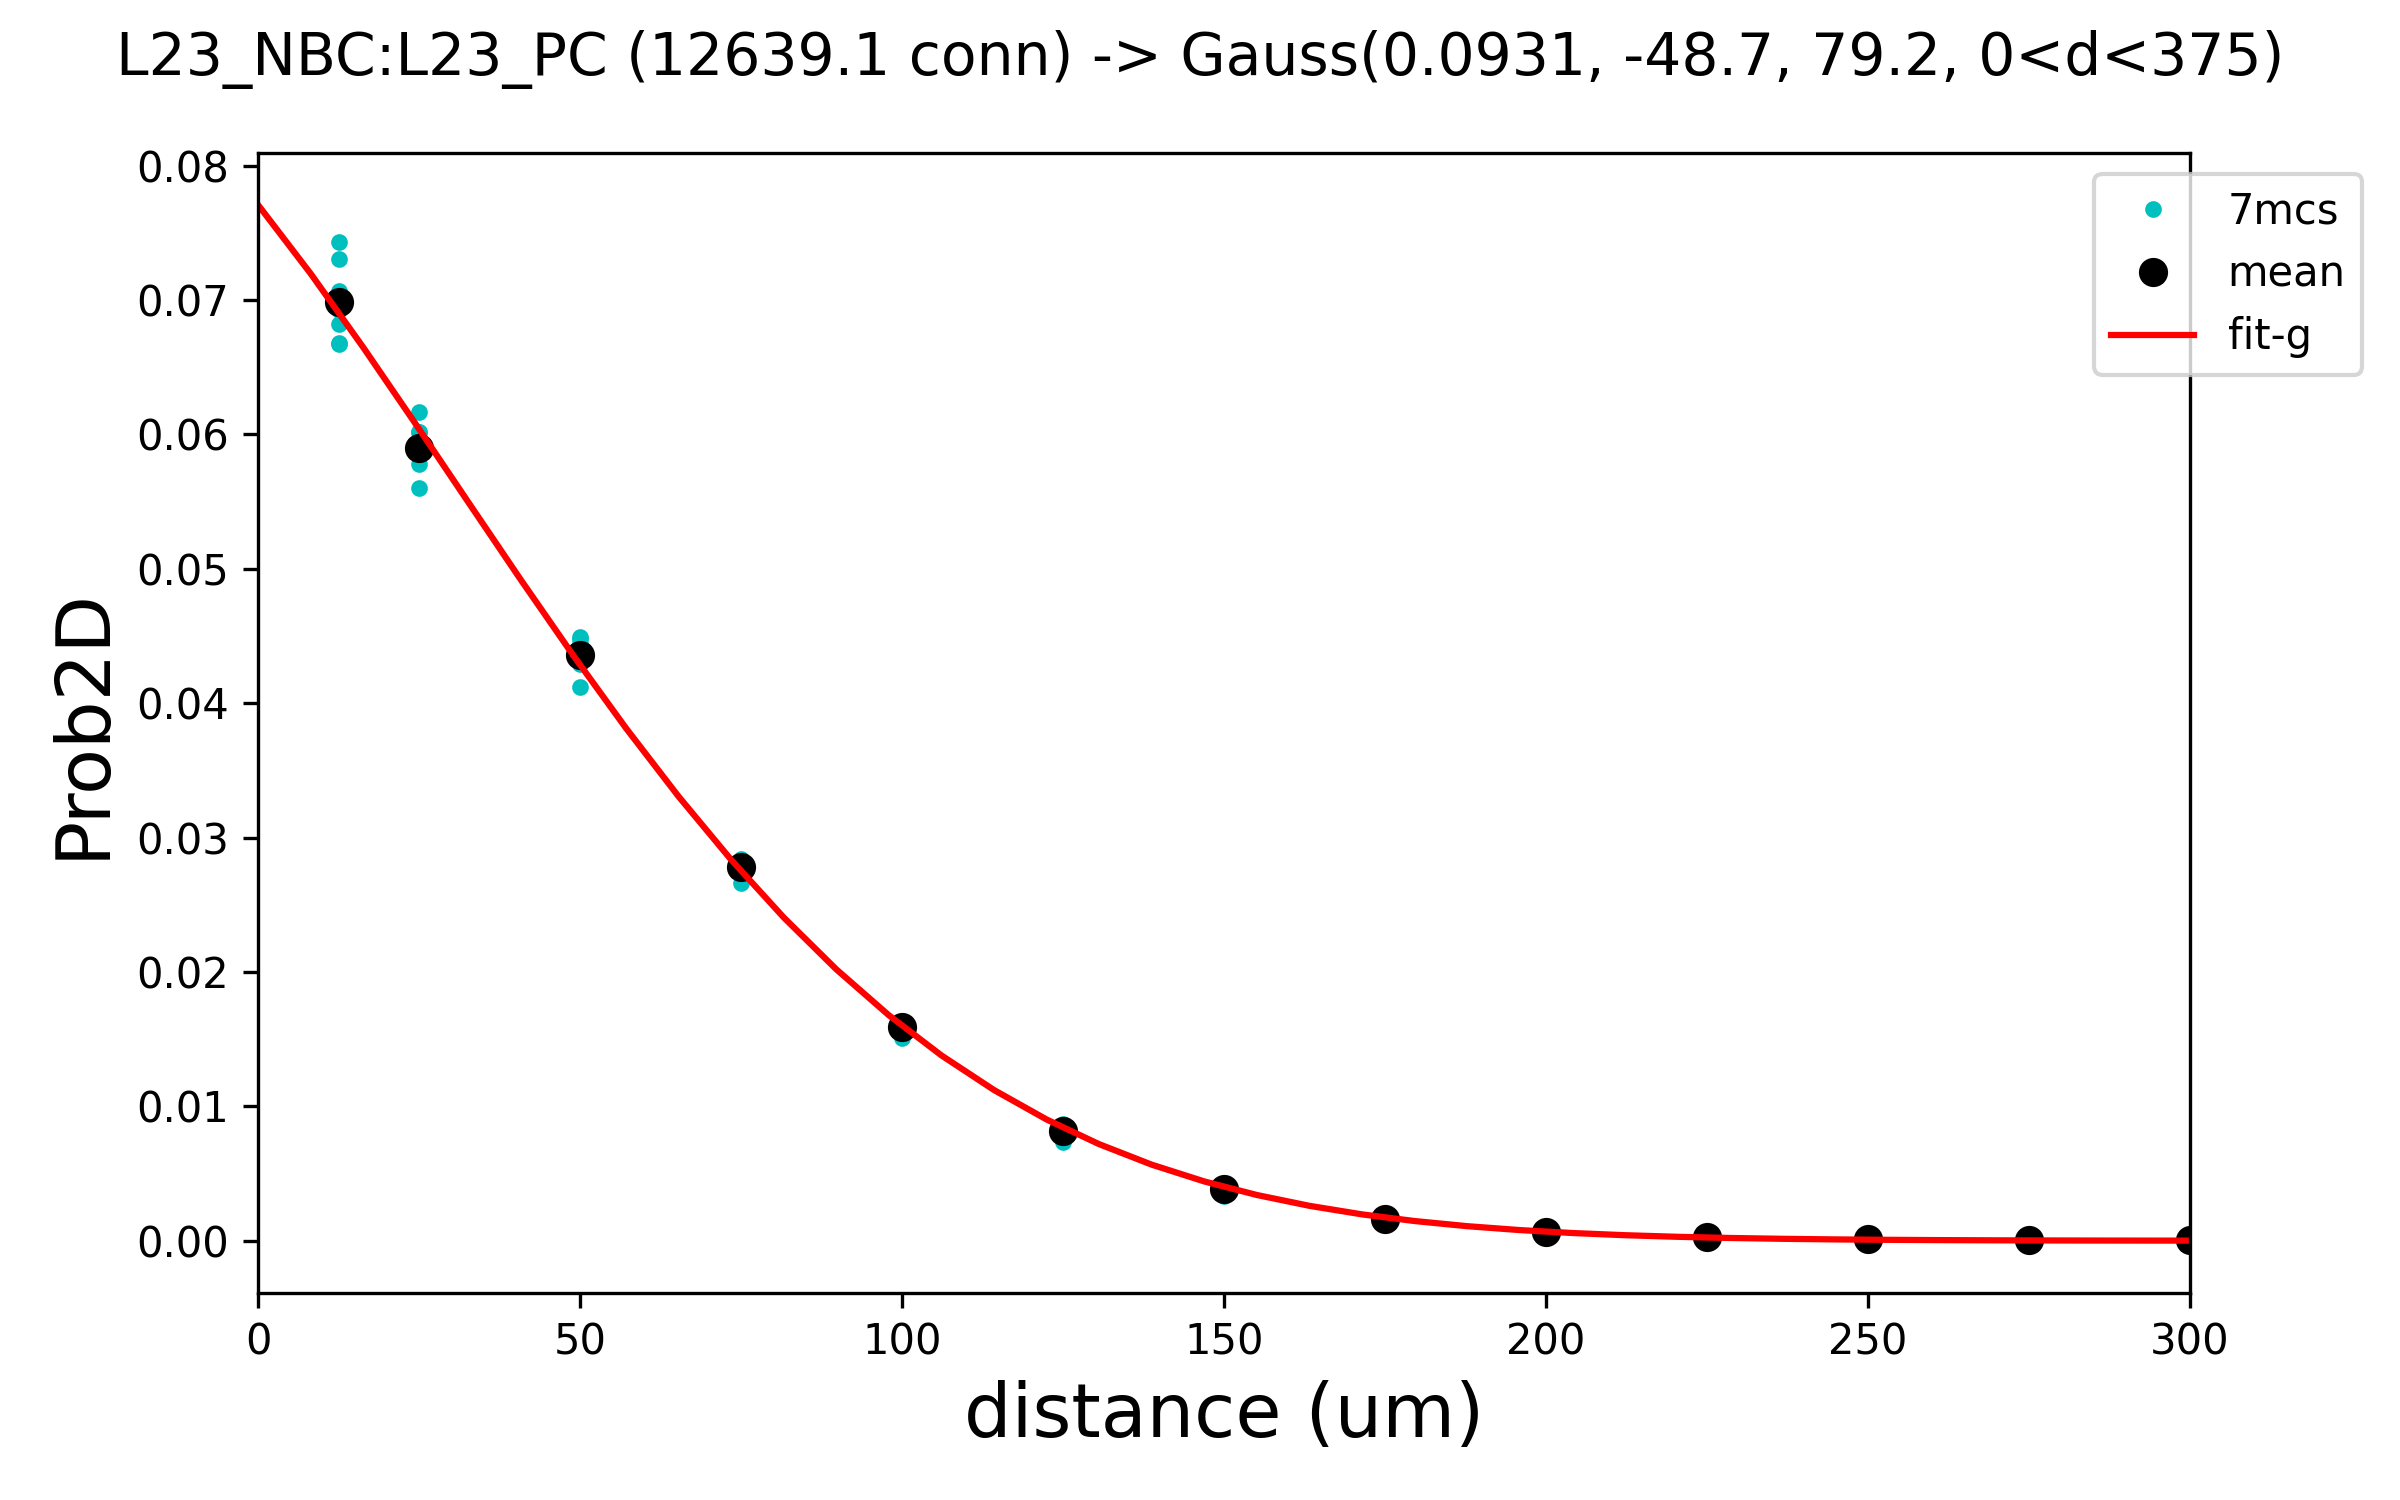 L23_NBC:L23_PC (12639.1 conn) -> Gauss(0.0931, -48.7, 79.2, 0<d<375)
7mcs
mean
fit-g
Prob2D
0.08
0.07
0.06
0.05
0.04
0.03
0.02
0.01
0.00
0 50 100 150 200 250 300
distance (um)